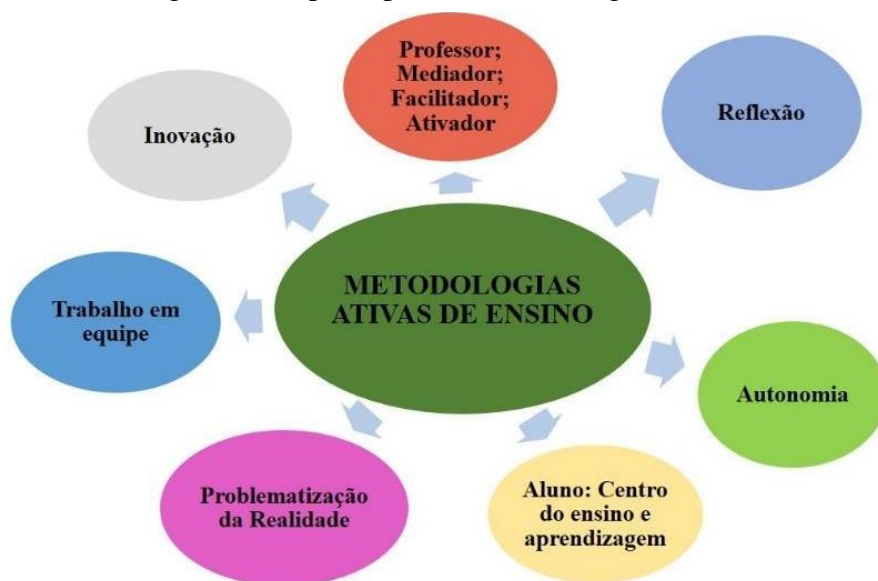 Professor;
Mediador;
Facilitador;
Ativador
Reflexão
Inovação
METODOLOGIAS
ATIVAS DE ENSINO
Trabalho em
equipe
Autonomia
Aluno: Centro
do ensino e
aprendizagem
Problematização
da Realidade